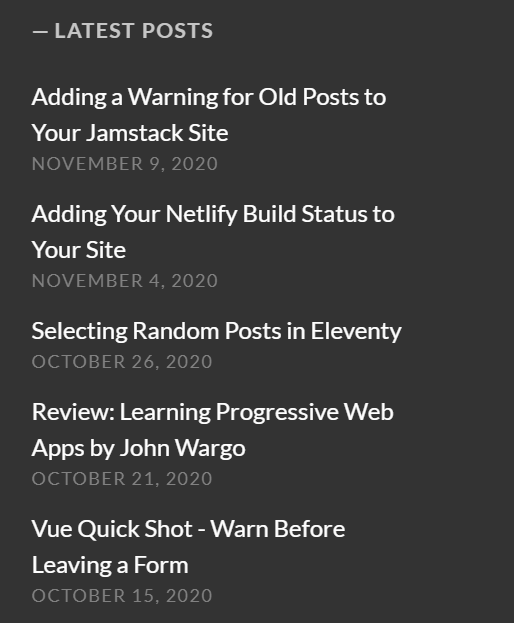 — LATEST POSTS
Adding a Warning for Old Posts to
Your Jamstack Site
NOVEMBER 9, 2020
Adding Your Netlify Build Status to
Your Site
NOVEMBER 4, 2020
Selecting Random Posts in Eleventy
OCTOBER 26, 2020
Review: Learning Progressive Web
Apps by John Wargo
OCTOBER 21, 2020
Vue Quick Shot - Warn Before
Leaving a Form
OCTOBER 15, 2020